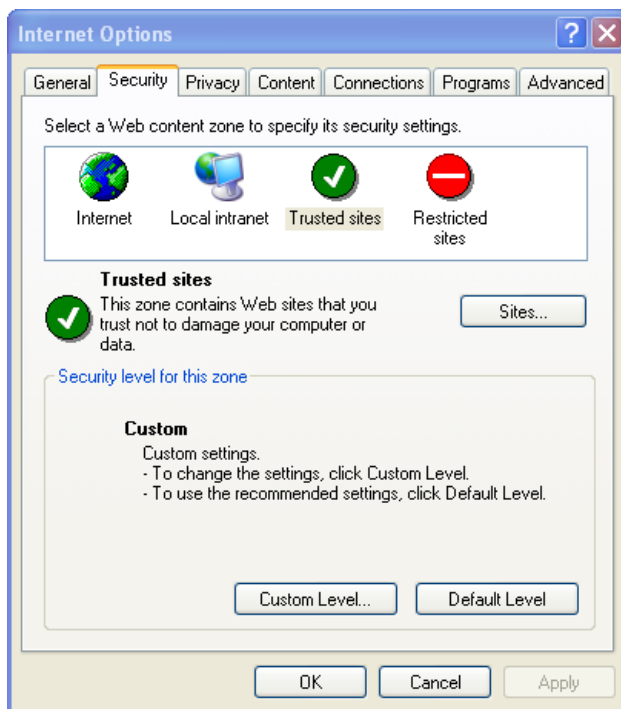 Internet Options
General Security Privacy Content Connections Programs Advanced
Select a Web content zone to specify its security settings.
Internet Local intranet Trusted sites Restricted sites
Trusted sites
This zone contains Web sites that you
trust not to damage your computer or
data.
Sites...
Security level for this zone
Custom
Custom settings.
- To change the settings, click Custom Level.
- To use the recommended settings, click Default Level.
Custom Level... Default Level
OK Cancel Apply